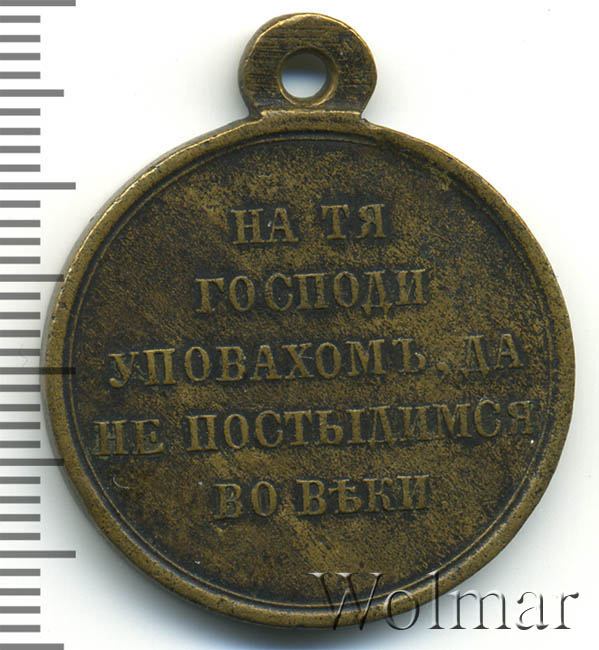 НА ТЯ
ГОСПОДИ
УПОВАХОМЪ, ДА
НЕ ПОСТЫДИМСЯ
ВО ВѢКИ
Wolmar